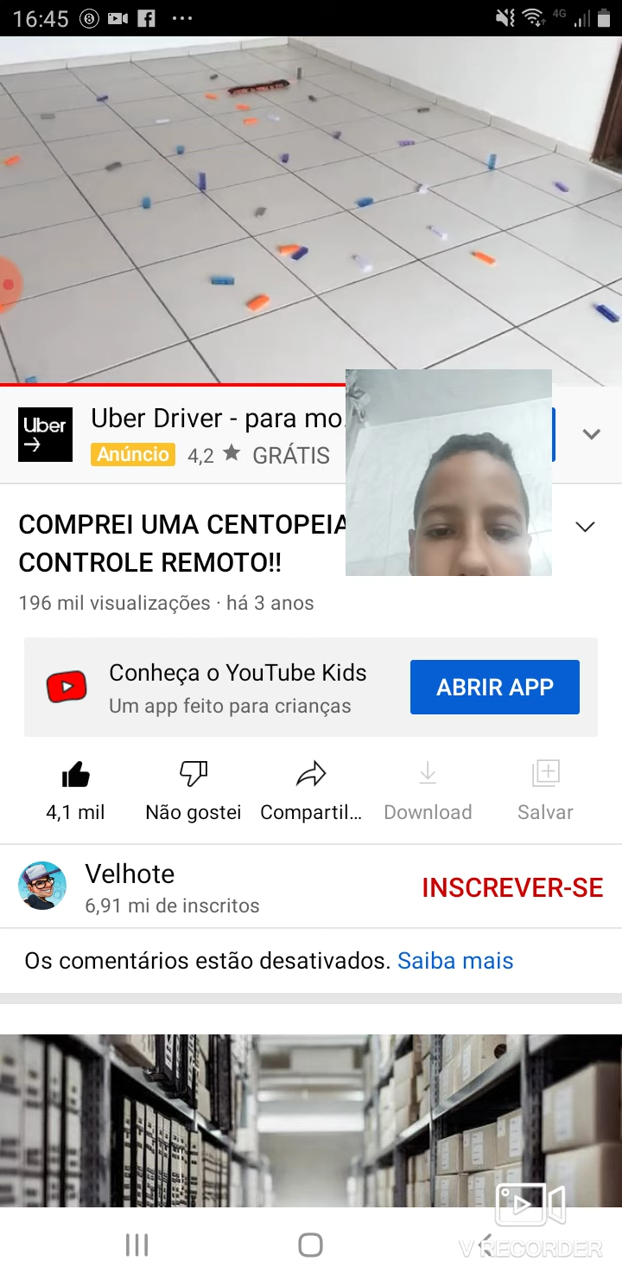 16:45
4G
Uber
Uber Driver - para mo
Anúncio 4,2 ★ GRÁTIS
COMPREI UMA CENTOPEIA
CONTROLE REMOTO!!
196 mil visualizações · há 3 anos
Conheça o YouTube Kids
Um app feito para crianças
ABRIR APP
4,1 mil
Não gostei
Compartil...
Download
Salvar
Velhote
6,91 mi de inscritos
INSCREVER-SE
Os comentários estão desativados. Saiba mais
V RECORDER